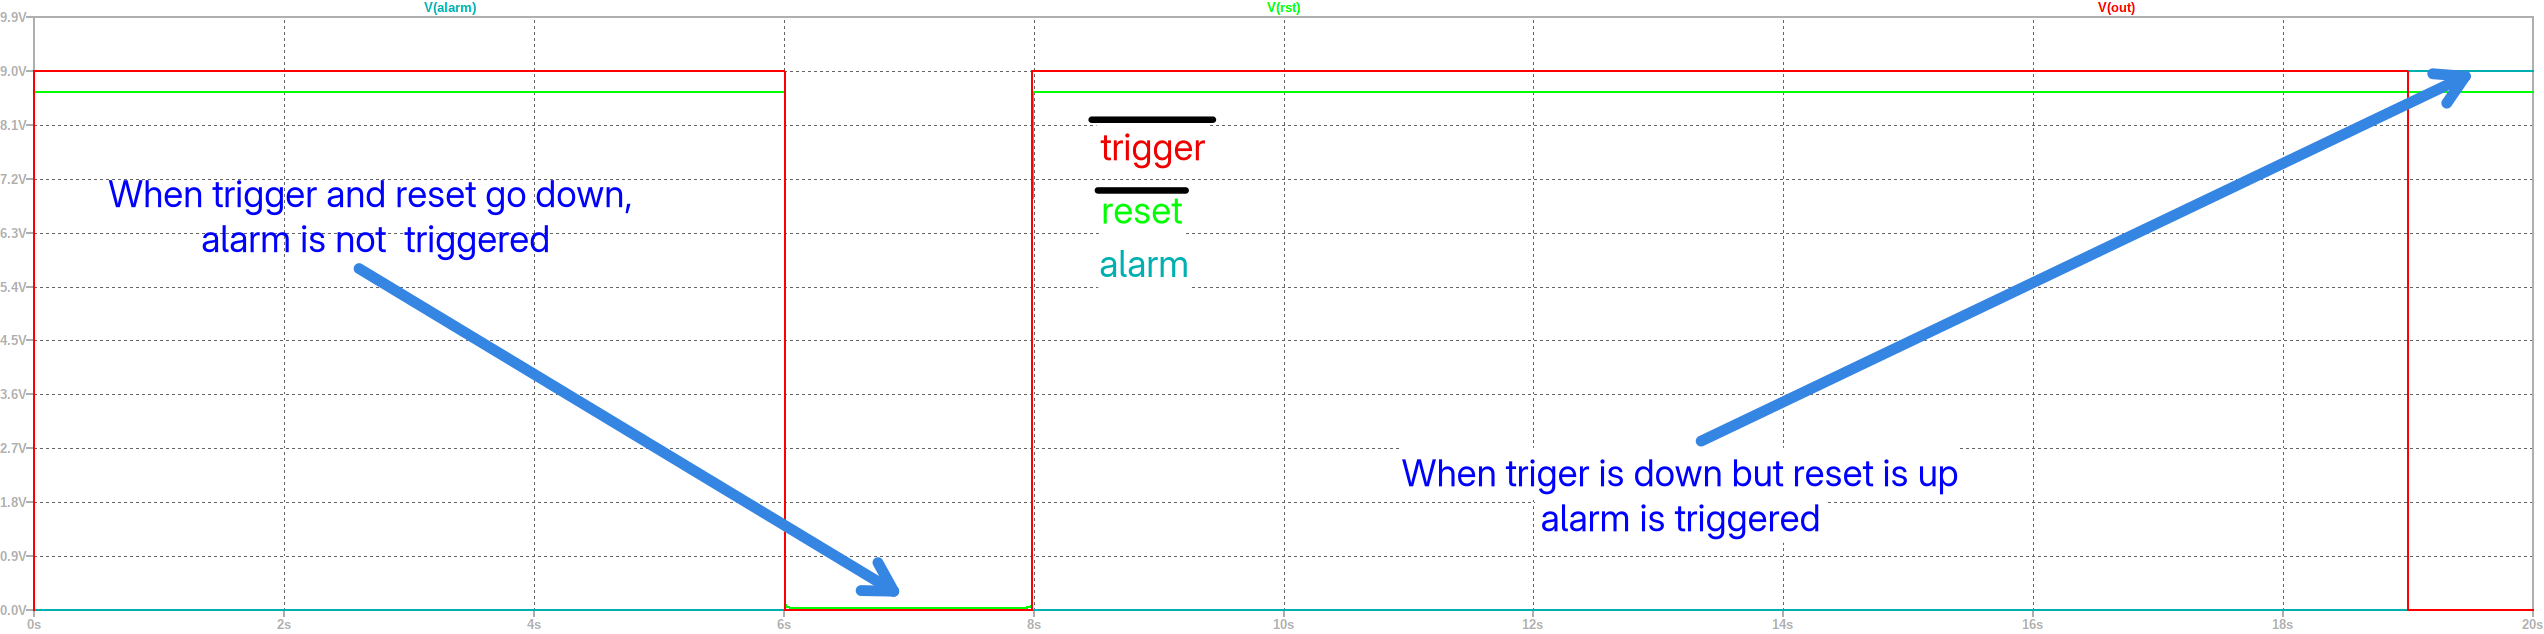 V(alarm) V(rst) V(out)
9.9V
9.0V
8.1V
7.2V
6.3V
5.4V
4.5V
3.6V
2.7V
1.8V
0.9V
0.0V
When trigger and reset go down,
alarm is not triggered
trigger
reset
alarm
When triger is down but reset is up
alarm is triggered
0s 2s 4s 6s 8s 10s 12s 14s 16s 18s 20s